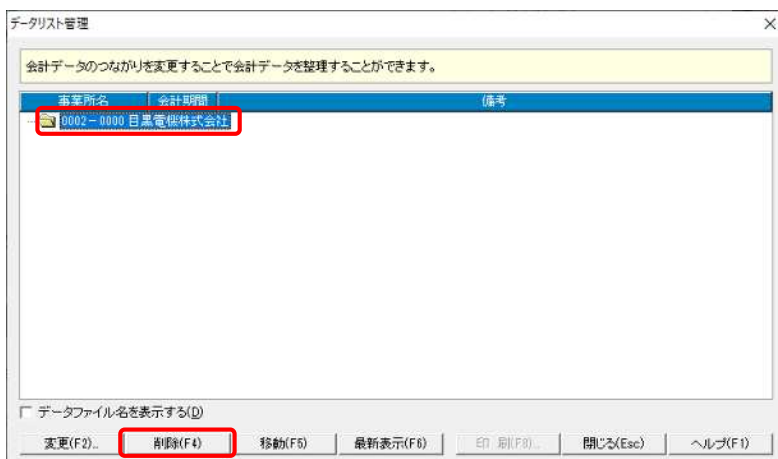 データリスト管理
会計データのつながりを変更することで会計データを整理することができます。
事業所名 会計期間 備考
0002－0000 目黒電機株式会社
データファイル名を表示する(D)
変更(F2)... 削除(F4) 移動(F5) 最新表示(F6) 印 刷(F8)... 閉じる(Esc) ヘルプ(F1)